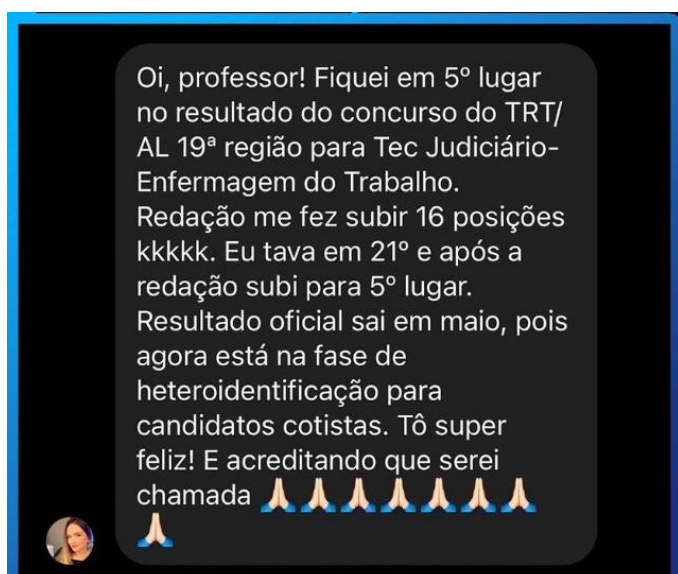 Oi, professor! Fiquei em 5º lugar
no resultado do concurso do TRT/
AL 19ª região para Tec Judiciário-
Enfermagem do Trabalho.
Redação me fez subir 16 posições
kkkkk. Eu tava em 21º e após a
redação subi para 5º lugar.
Resultado oficial sai em maio, pois
agora está na fase de
heteroidentificação para
candidatos cotistas. Tô super
feliz! E acreditando que serei
chamada 🙏🏻🙏🏻🙏🏻🙏🏻🙏🏻🙏🏻🙏🏻
🙏🏻